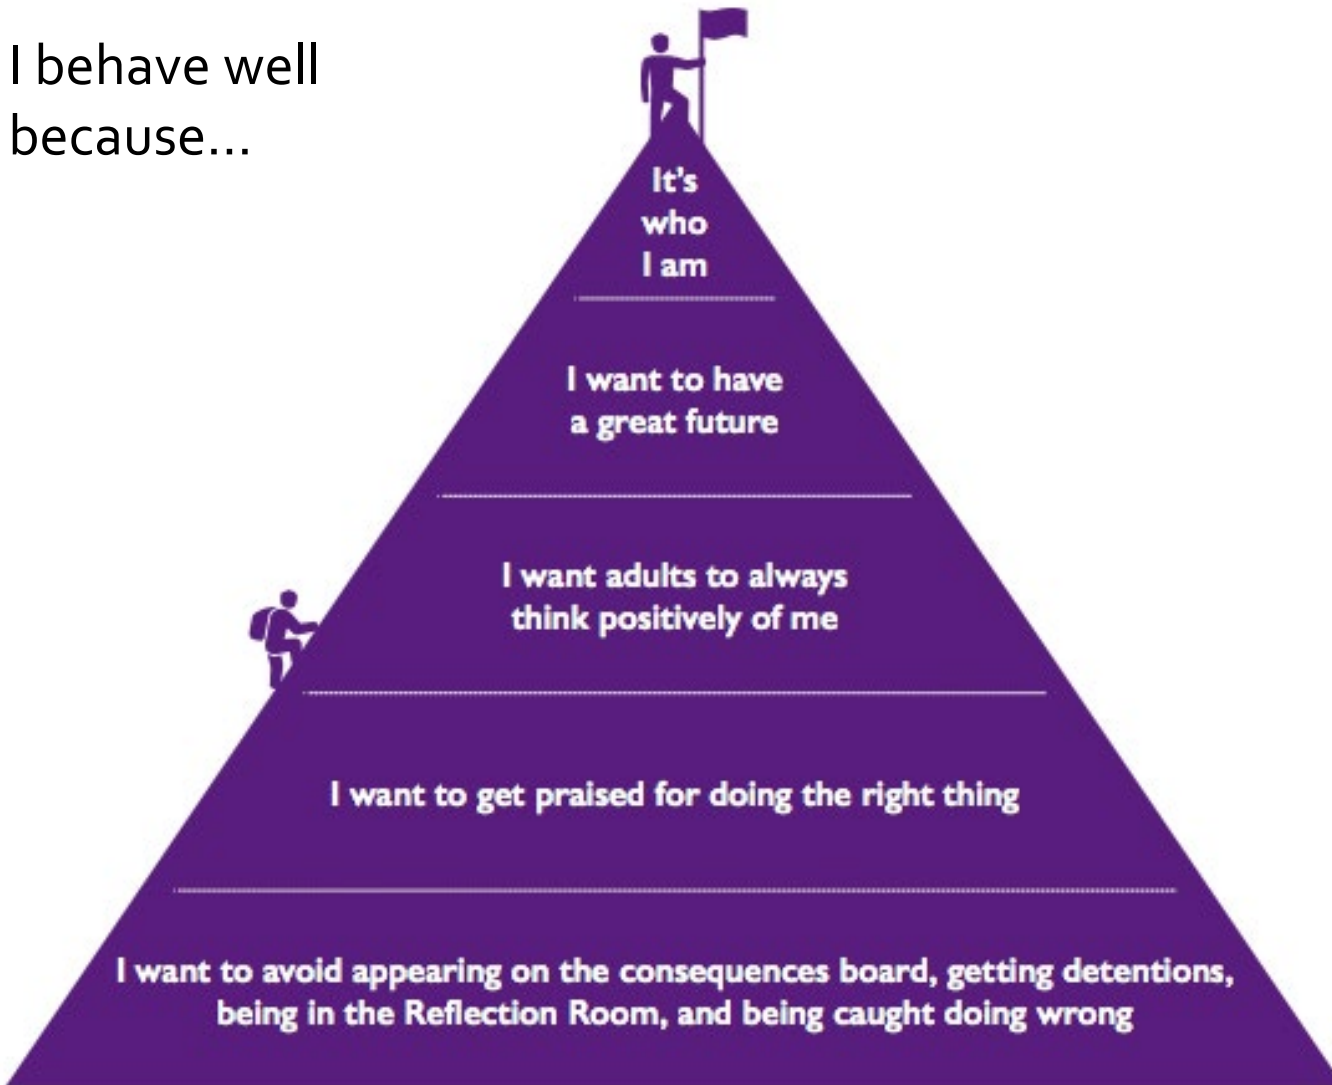 I behave well
because...
It's
who
I am
I want to have
a great future
I want adults to always
think positively of me
I want to get praised for doing the right thing
I want to avoid appearing on the consequences board, getting detentions,
being in the Reflection Room, and being caught doing wrong